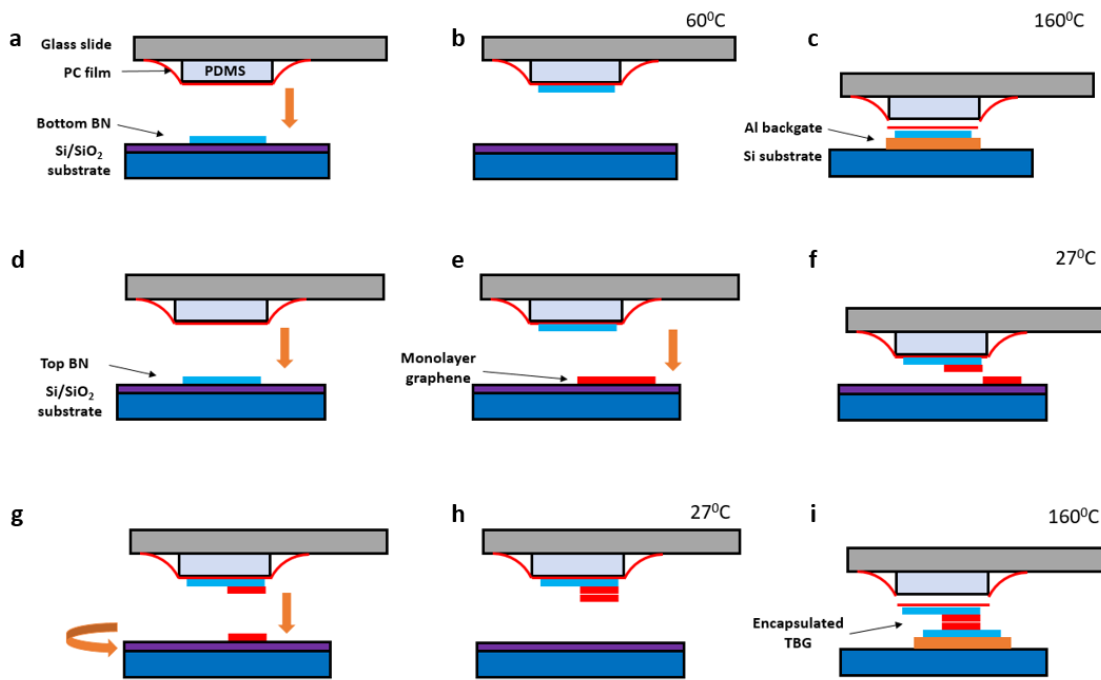 a
Glass slide
PC film
PDMS
Bottom BN
Si/SiO₂
substrate
b
60⁰C
c
160⁰C
Al backgate
Si substrate
d
Top BN
Si/SiO₂
substrate
e
Monolayer
graphene
f
27⁰C
g
h
27⁰C
i
160⁰C
Encapsulated
TBG